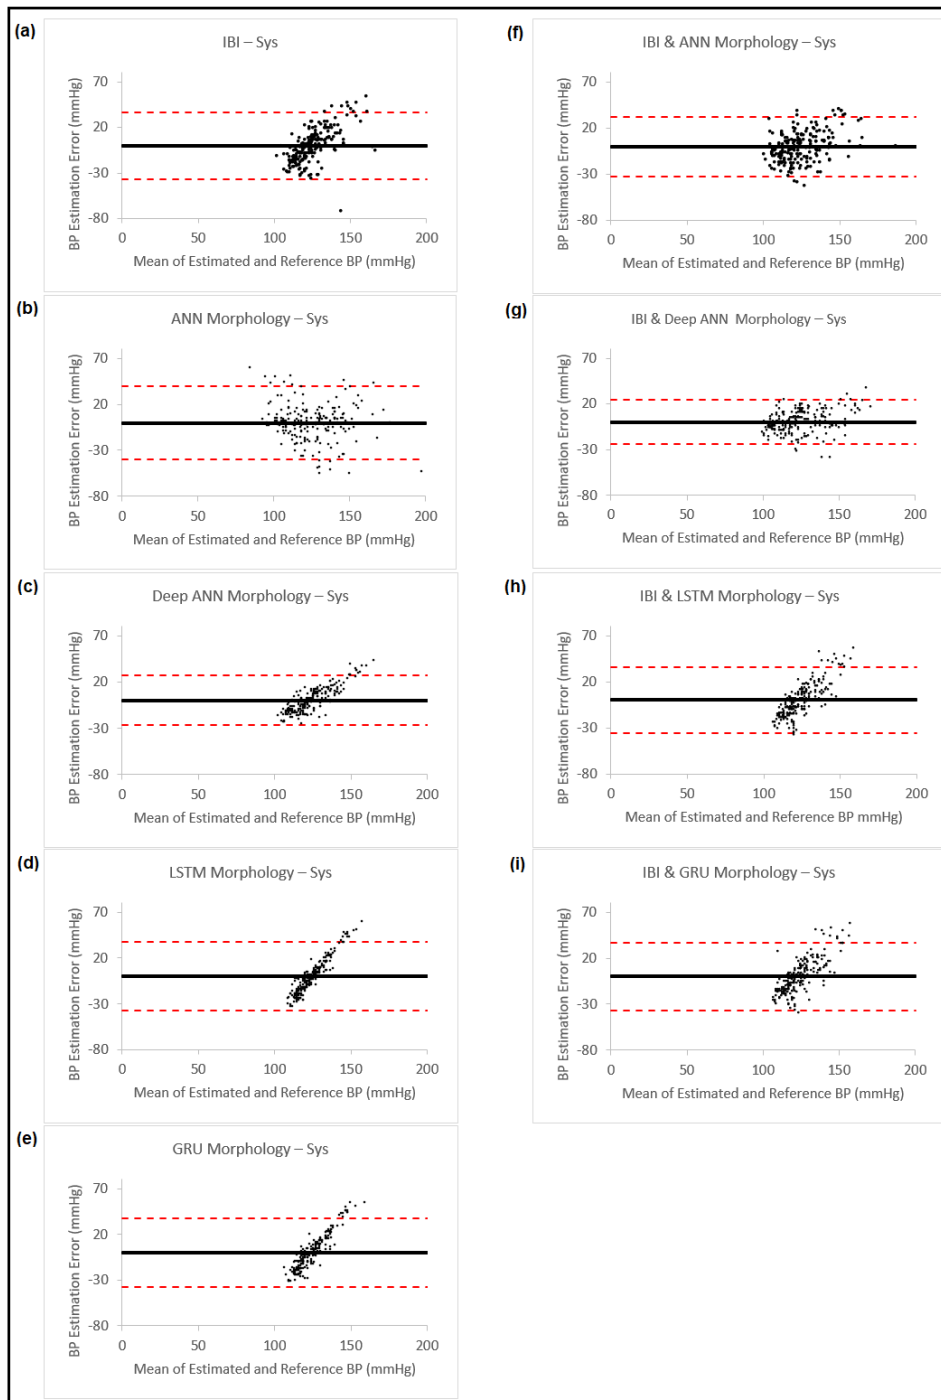 (a)
IBI – Sys
BP Estimation Error (mmHg)
70
20
-30
-80
0 50 100 150 200
Mean of Estimated and Reference BP (mmHg)
(b)
ANN Morphology – Sys
BP Estimation Error (mmHg)
70
20
-30
-80
0 50 100 150 200
Mean of Estimated and Reference BP (mmHg)
(c)
Deep ANN Morphology – Sys
BP Estimation Error (mmHg)
70
20
-30
-80
0 50 100 150 200
Mean of Estimated and Reference BP (mmHg)
(d)
LSTM Morphology – Sys
BP Estimation Error (mmHg)
70
20
-30
-80
0 50 100 150 200
Mean of Estimated and Reference BP (mmHg)
(e)
GRU Morphology – Sys
BP Estimation Error (mmHg)
70
20
-30
-80
0 50 100 150 200
Mean of Estimated and Reference BP (mmHg)
(f)
IBI & ANN Morphology – Sys
BP Estimation Error (mmHg)
70
20
-30
-80
0 50 100 150 200
Mean of Estimated and Reference BP (mmHg)
(g)
IBI & Deep ANN Morphology – Sys
BP Estimation Error (mmHg)
70
20
-30
-80
0 50 100 150 200
Mean of Estimated and Reference BP (mmHg)
(h)
IBI & LSTM Morphology – Sys
BP Estimation Error (mmHg)
70
20
-30
-80
0 50 100 150 200
Mean of Estimated and Reference BP mmHg)
(i)
IBI & GRU Morphology – Sys
BP Estimation Error (mmHg)
70
20
-30
-80
0 50 100 150 200
Mean of Estimated and Reference BP (mmHg)